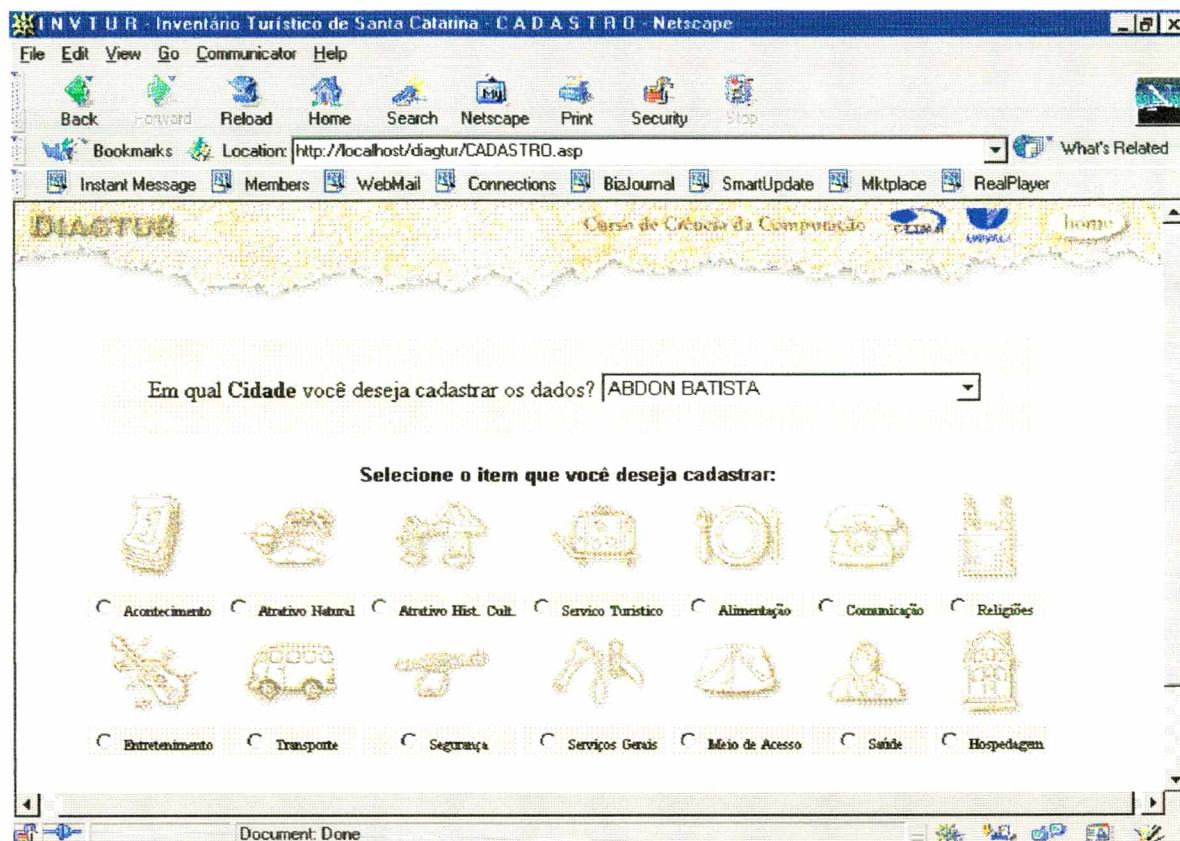 I N V T U R - Inventário Turístico de Santa Catarina - C A D A S T R O - Netscape
File Edit View Go Communicator Help
Back Forward Reload Home Search Netscape Print Security Stop
Bookmarks Location: http://localhost/diagtur/CADASTRO.asp What's Related
Instant Message Members WebMail Connections BizJournal SmartUpdate Mktplace RealPlayer
DIAGTUR Curso de Ciência da Computação UNIVALI home
Em qual Cidade você deseja cadastrar os dados? ABDON BATISTA
Selecione o item que você deseja cadastrar:
Acontecimento Atrativo Natural Atrativo Hist. Cult. Servico Turistico Alimentação Comunicação Religiões
Entretenimento Transporte Segurança Serviços Gerais Meio de Acesso Saúde Hospedagem
Document: Done